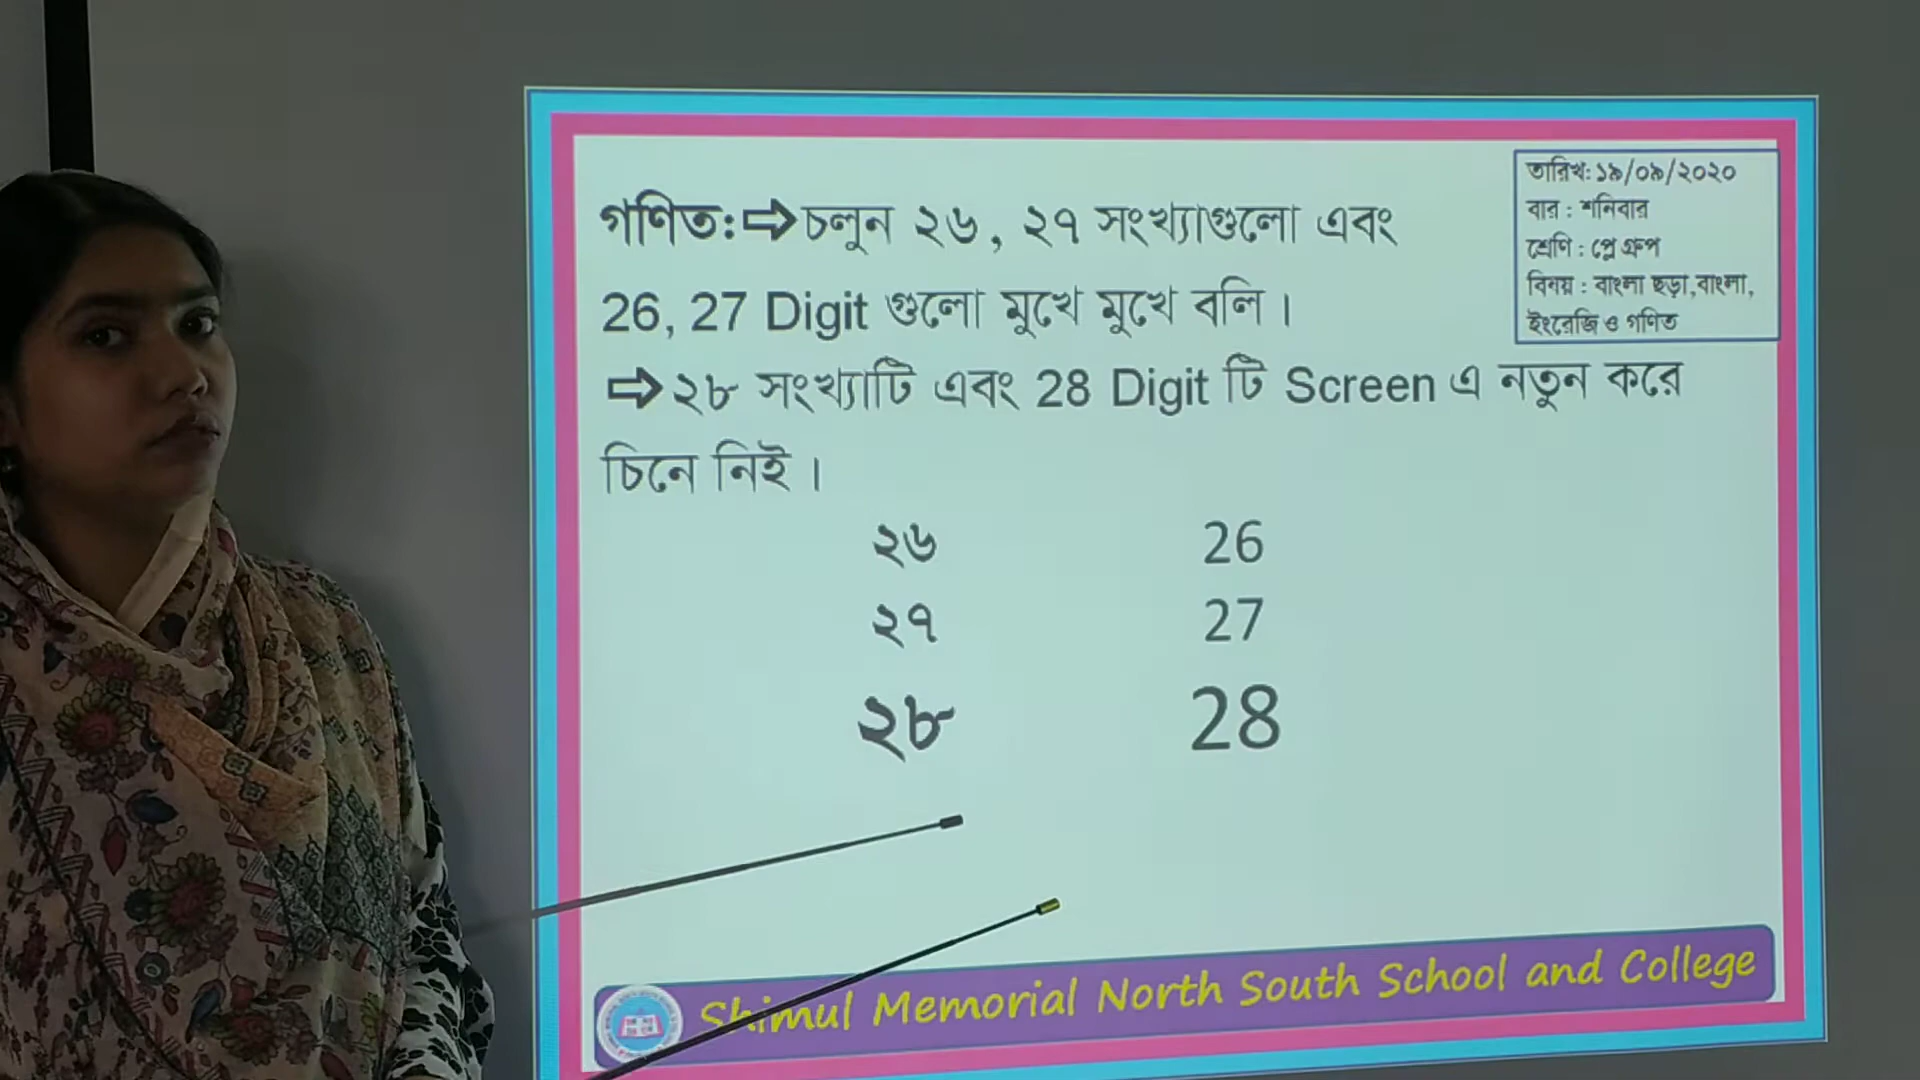 তারিখ: ১৯/০৯/২০২০
বার : শনিবার
শ্রেণি : প্লে গ্রুপ
বিষয় : বাংলা ছড়া,বাংলা,
ইংরেজি ও গণিত
গণিত:⇨চলুন ২৬, ২৭ সংখ্যাগুলো এবং
26, 27 Digit গুলো মুখে মুখে বলি।
⇨২৮ সংখ্যাটি এবং 28 Digit টি Screen এ নতুন করে
চিনে নিই।
২৬ 26
২৭ 27
২৮ 28
Shimul Memorial North South School and College